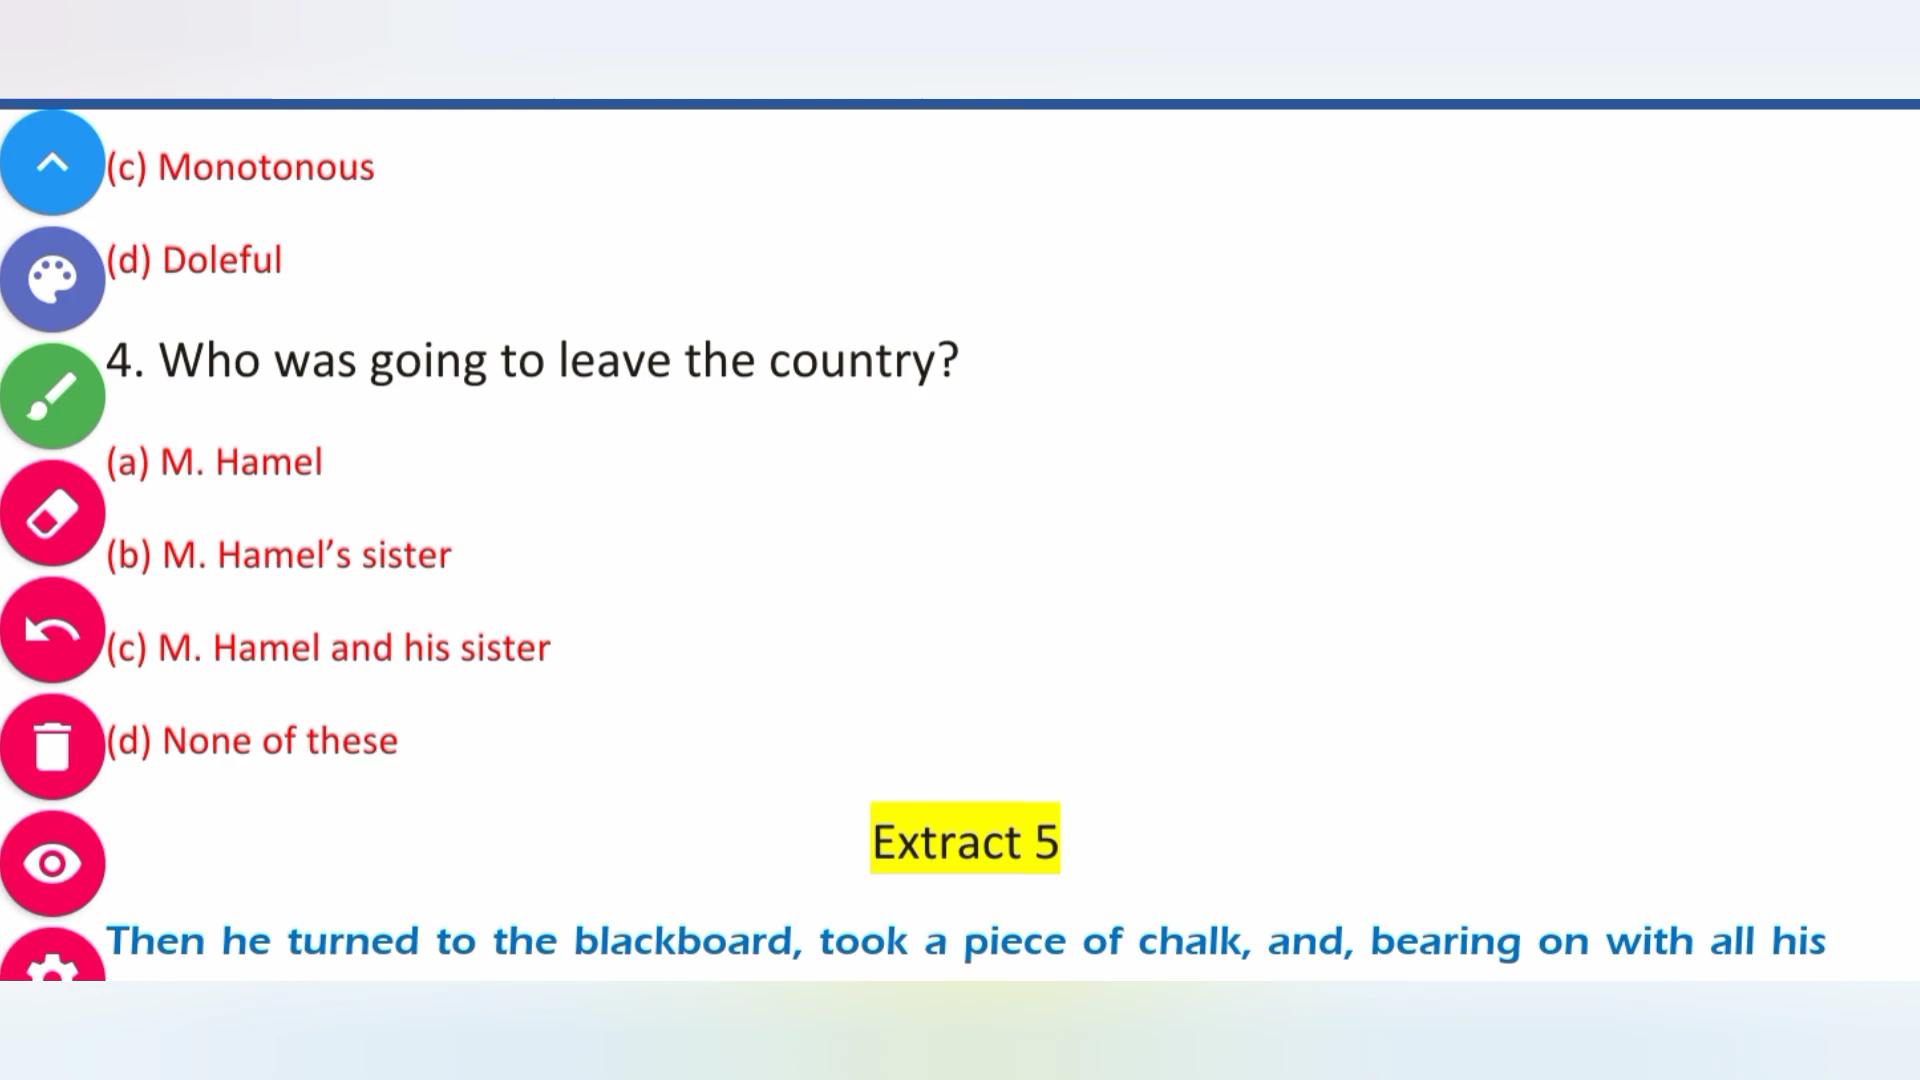 (c) Monotonous
(d) Doleful
4. Who was going to leave the country?
(a) M. Hamel
(b) M. Hamel’s sister
(c) M. Hamel and his sister
(d) None of these
Extract 5
Then he turned to the blackboard, took a piece of chalk, and, bearing on with all his